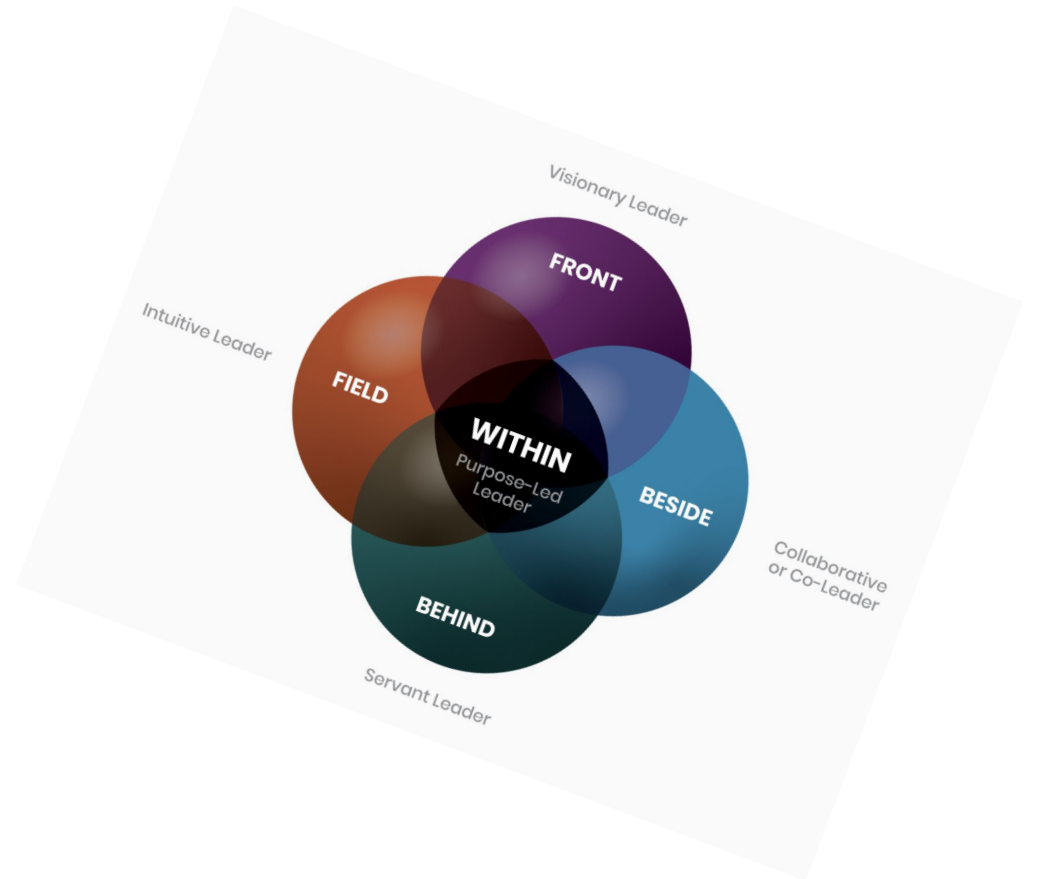 Visionary Leader
FRONT
Intuitive Leader
FIELD
WITHIN
Purpose-Led
Leader
BESIDE
Collaborative
or Co-Leader
BEHIND
Servant Leader